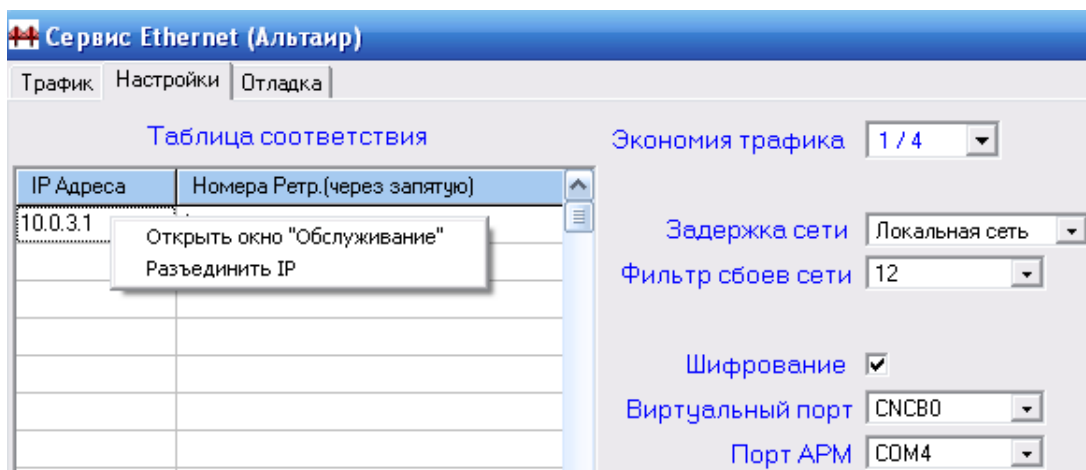 Сервис Ethernet (Альтаир)
Трафик Настройки Отладка
Таблица соответствия
IP Адреса Номера Ретр.(через запятую)
10.0.3.1
Открыть окно "Обслуживание"
Разъединить IP
Экономия трафика 1 / 4
Задержка сети Локальная сеть
Фильтр сбоев сети 12
Шифрование
Виртуальный порт CNCB0
Порт АРМ COM4